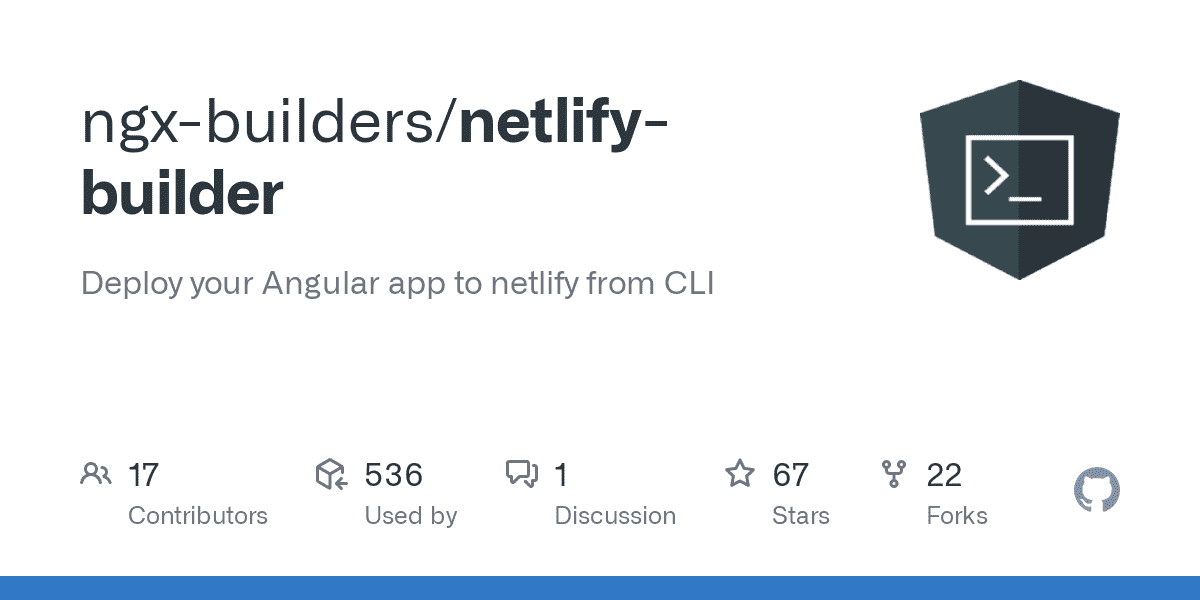 ngx-builders/netlify-
builder
Deploy your Angular app to netlify from CLI
17 536 1 67 22
Contributors Used by Discussion Stars Forks